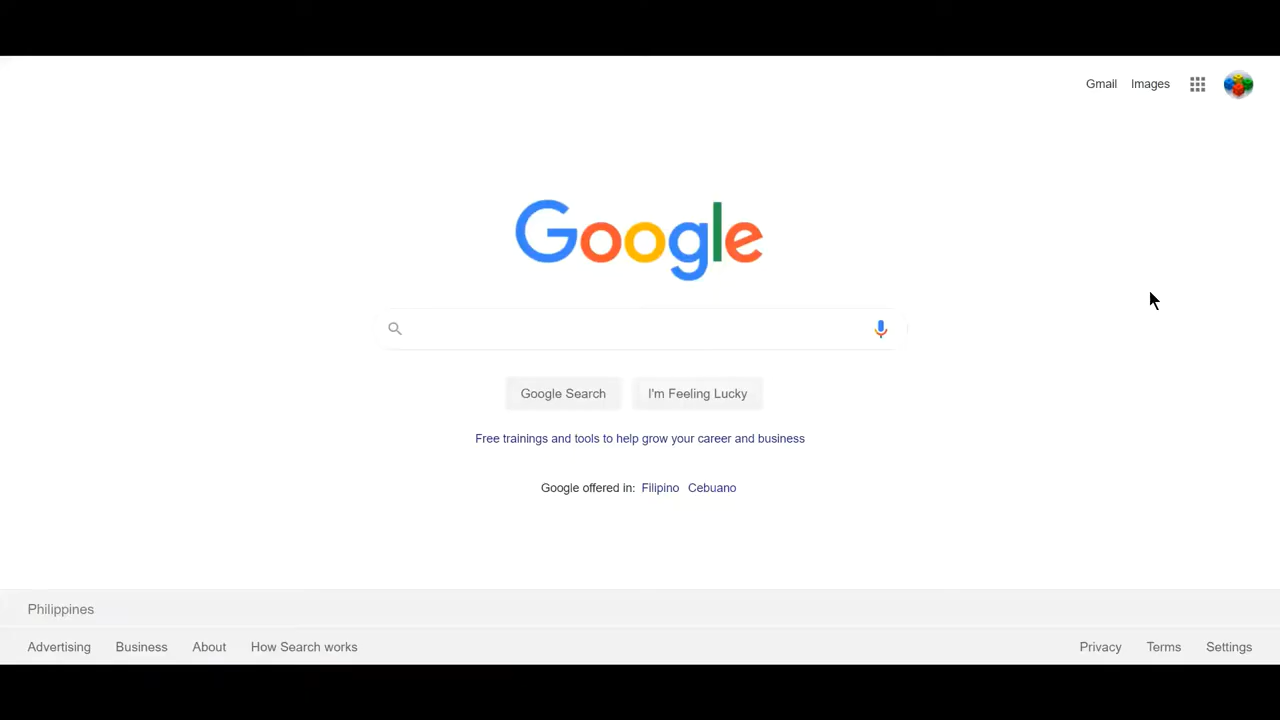 Gmail Images
Google
Google Search I'm Feeling Lucky
Free trainings and tools to help grow your career and business
Google offered in: Filipino Cebuano
Philippines
Advertising Business About How Search works Privacy Terms Settings